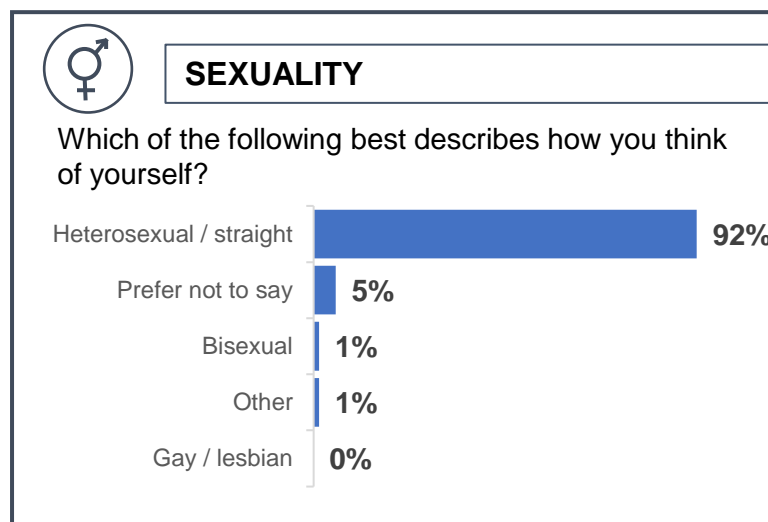 SEXUALITY
Which of the following best describes how you think
of yourself?
Heterosexual / straight 92%
Prefer not to say 5%
Bisexual 1%
Other 1%
Gay / lesbian 0%